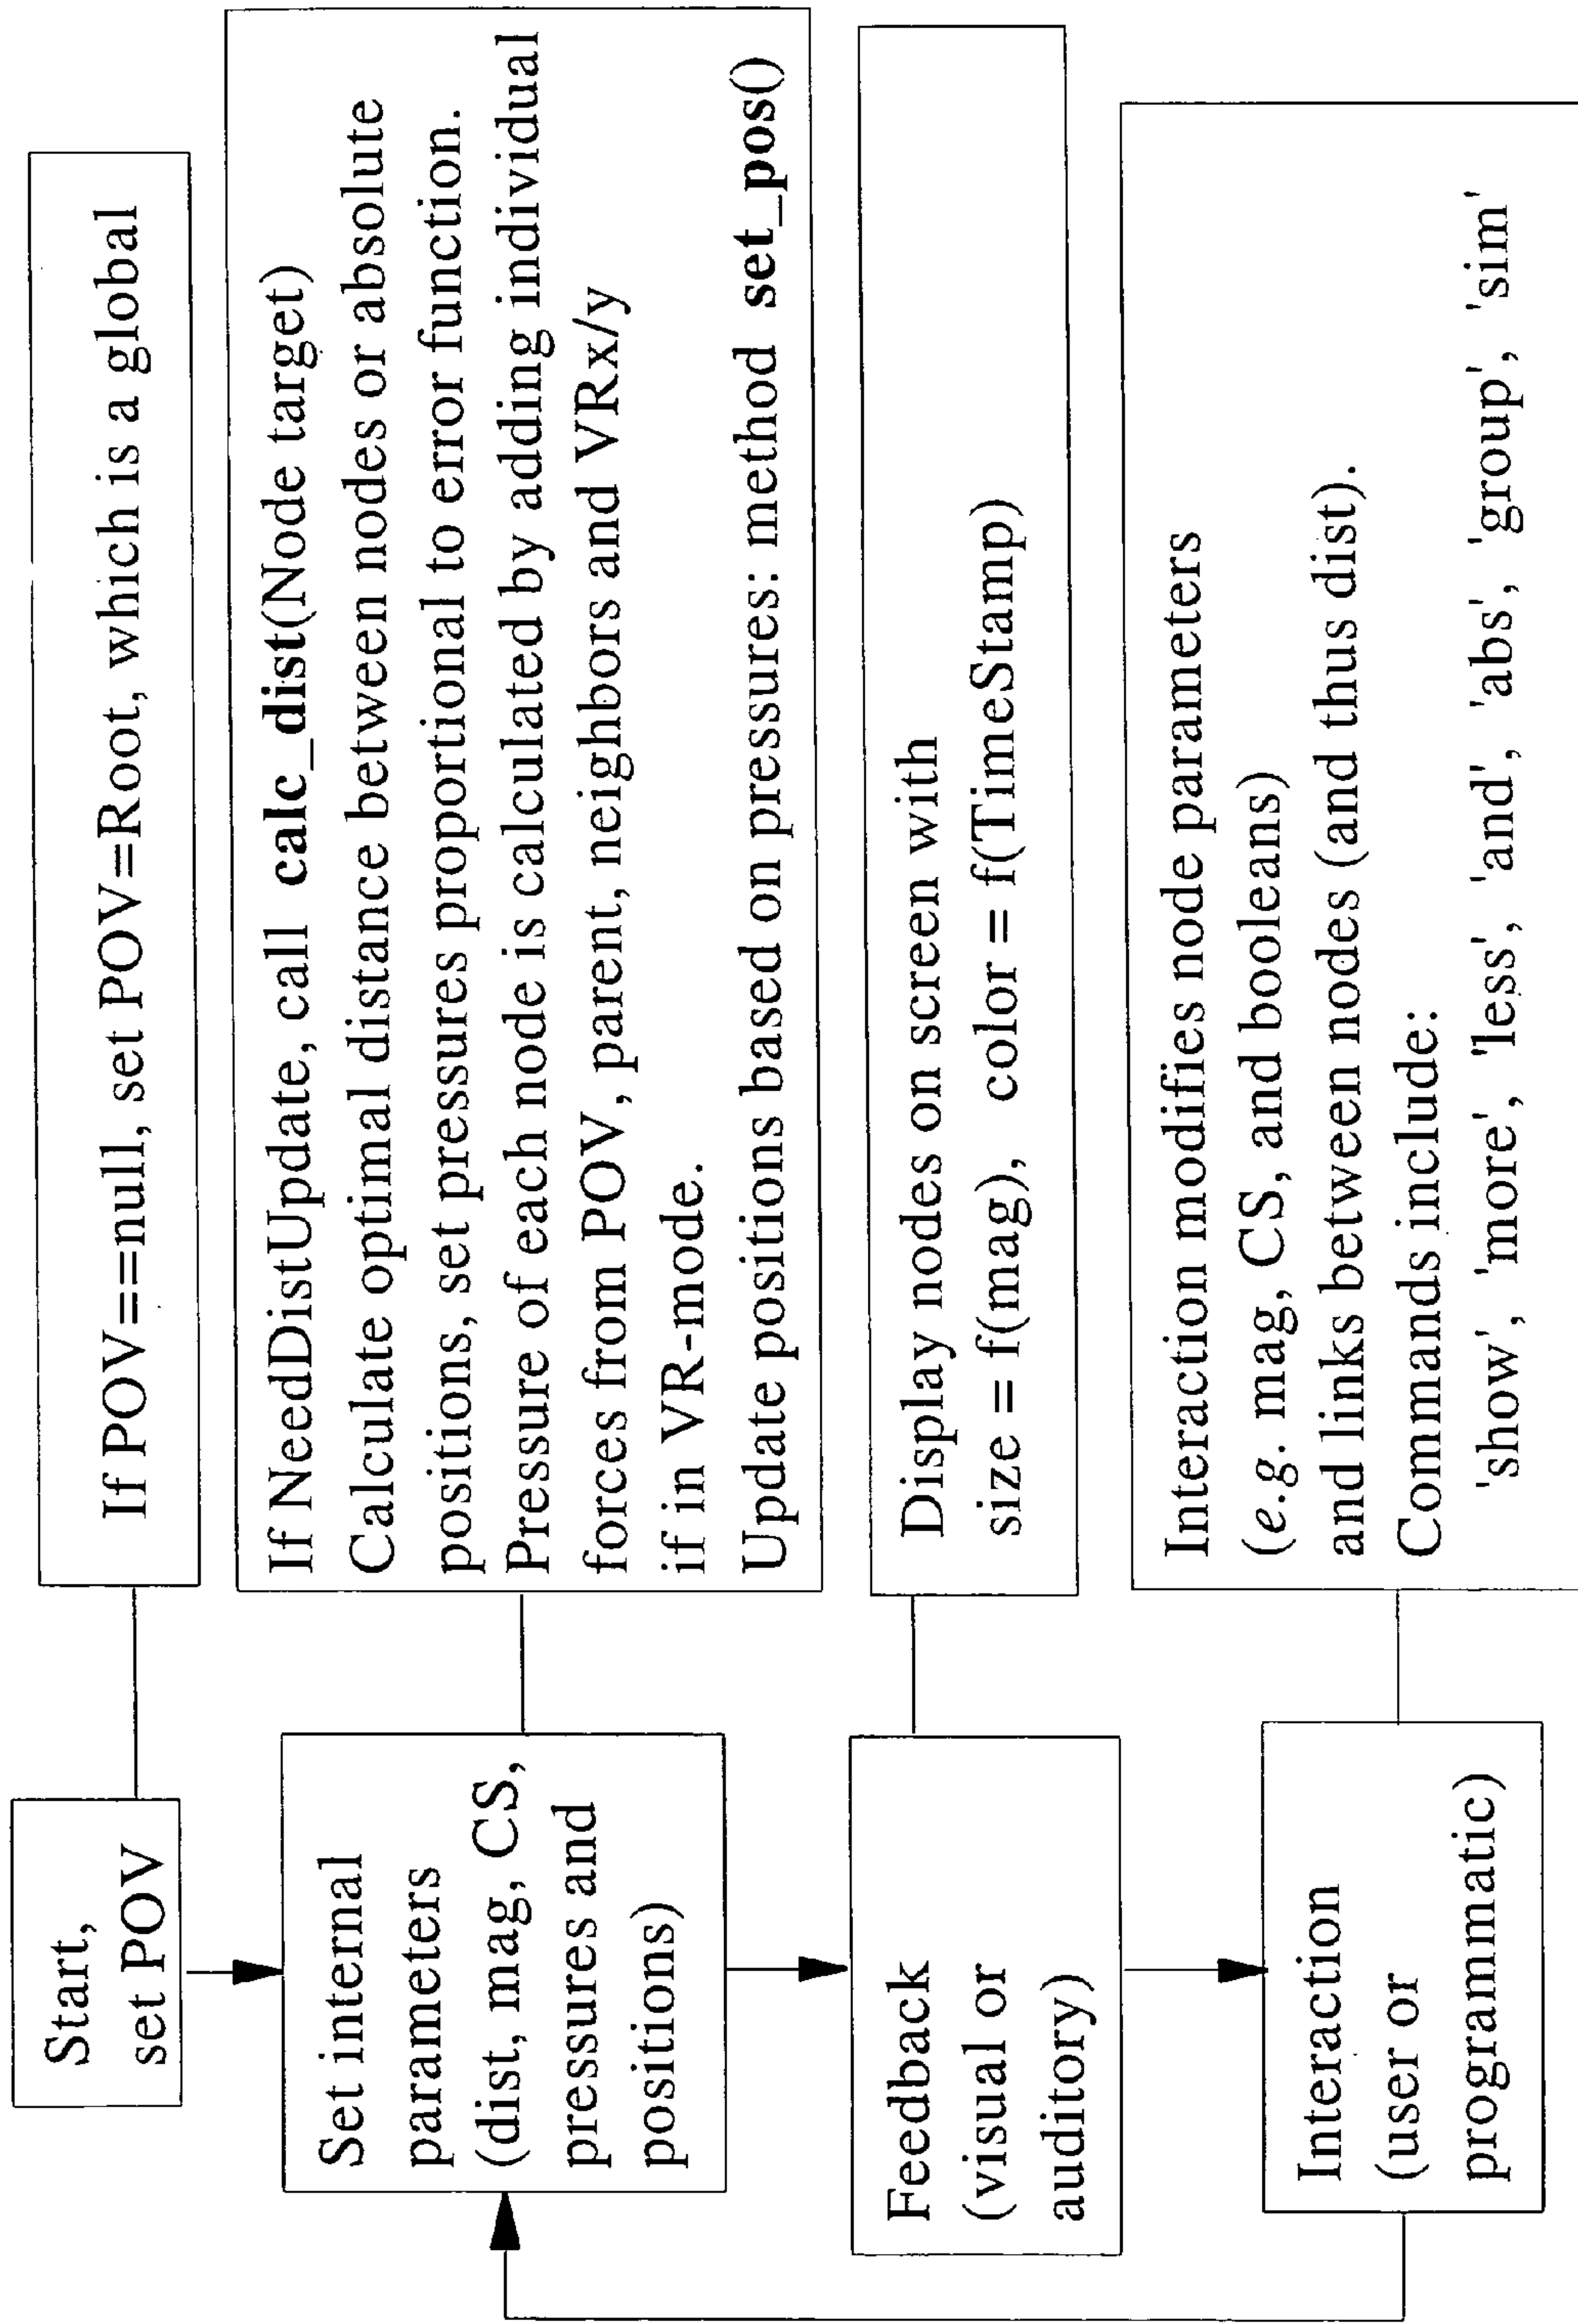 Start,
set POV
If POV==null, set POV=Root, which is a global
Set internal
parameters
(dist, mag, CS,
pressures and
positions)
If NeedDistUpdate, call calc_dist(Node target)
Calculate optimal distance between nodes or absolute
positions, set pressures proportional to error function.
Pressure of each node is calculated by adding individual
forces from POV, parent, neighbors and VRx/y
if in VR-mode.
Update positions based on pressures: method set_pos()
Feedback
(visual or
auditory)
Display nodes on screen with
size = f(mag), color = f(TimeStamp)
Interaction
(user or
programmatic)
Interaction modifies node parameters
(e.g. mag, CS, and booleans)
and links between nodes (and thus dist).
Commands include:
'show', 'more', 'less', 'and', 'abs', 'group', 'sim'